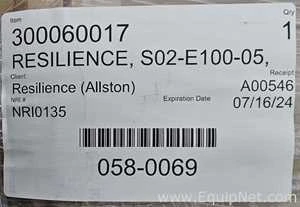 Item Qty
300060017 1
RESILIENCE, S02-E100-05,
Client Receipt
Resilience (Allston) A00546
NRI # Expiration Date 07/16/24
NRI0135
058-0069
© www.EquipNet.com